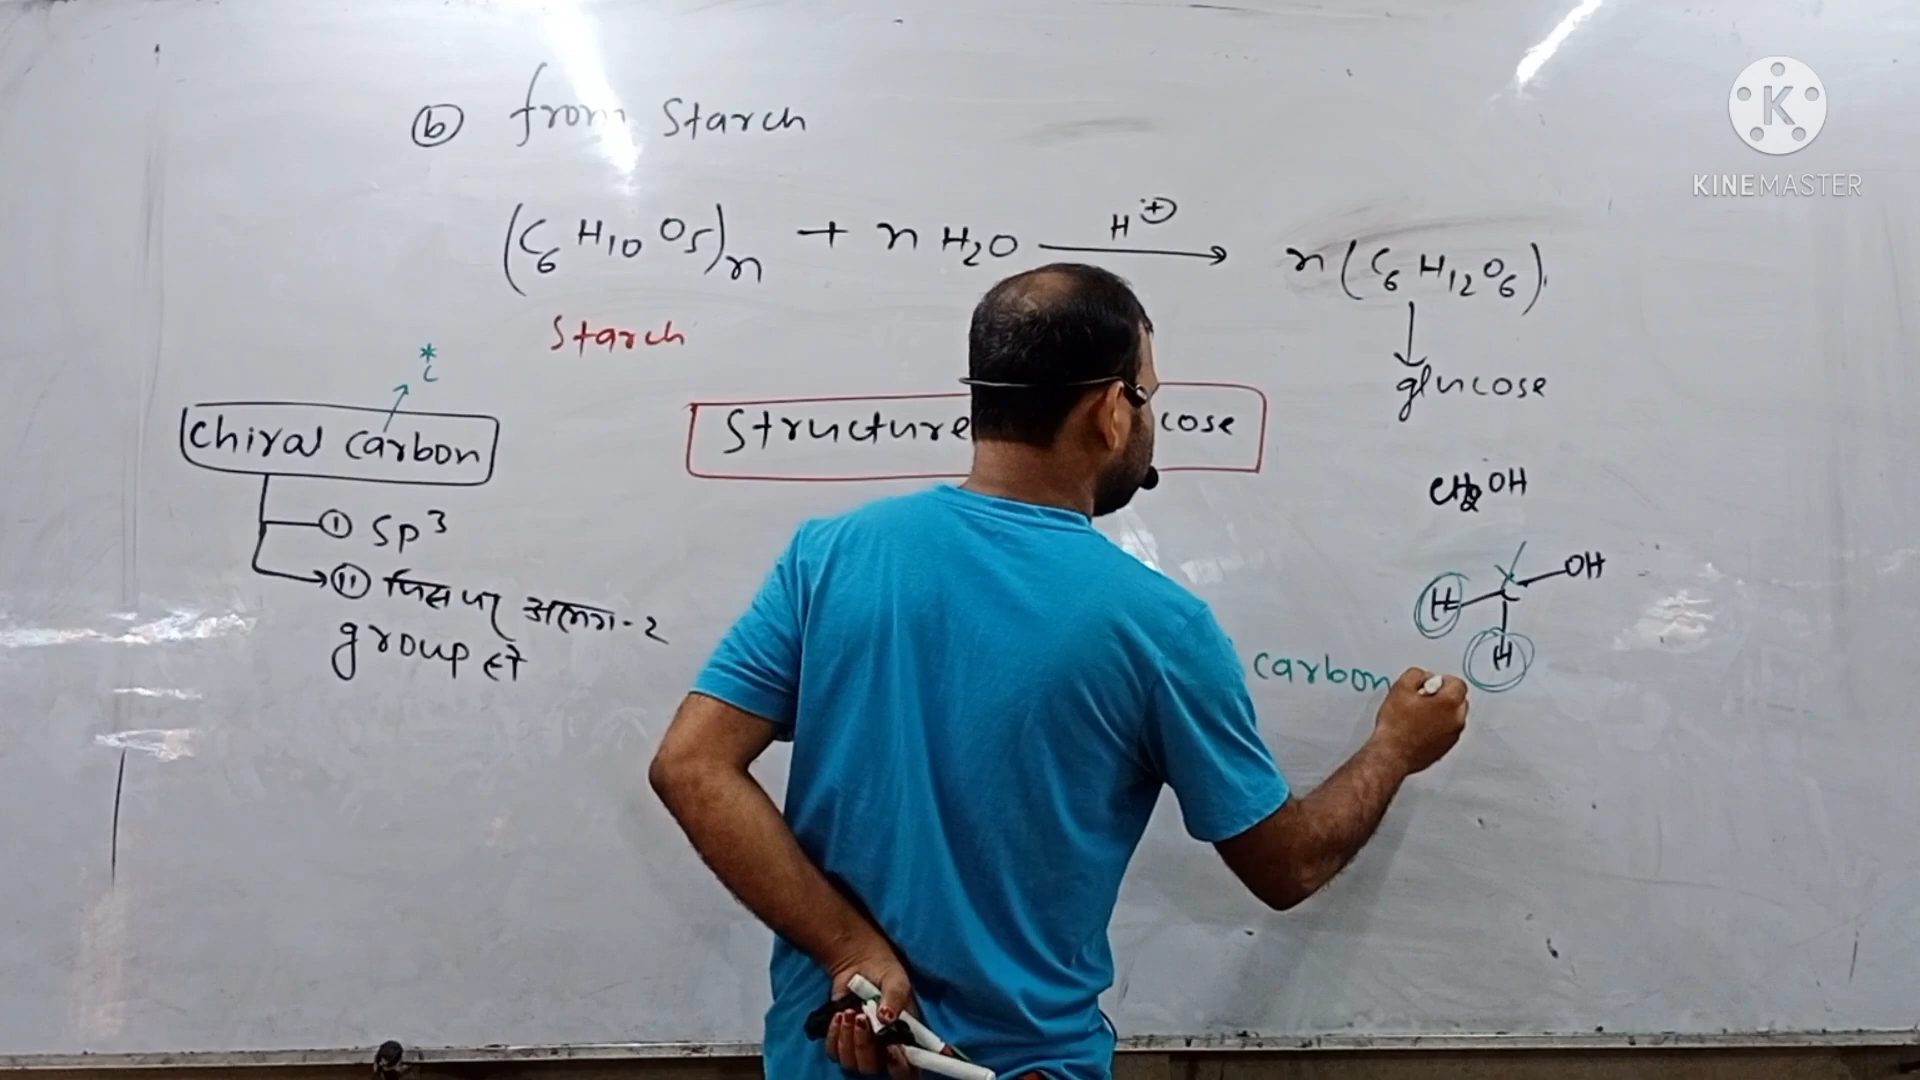 ⓑ from Starch
(C6H10O5)n + n H2O H⊕ → n(C6H12O6)
Starch
glucose
*
C
Chiral Carbon
Structure
cose
① Sp³
② जिस पर अलग-2
group हो
CH2OH
C
OH
H
H
carbon
KINEMASTER